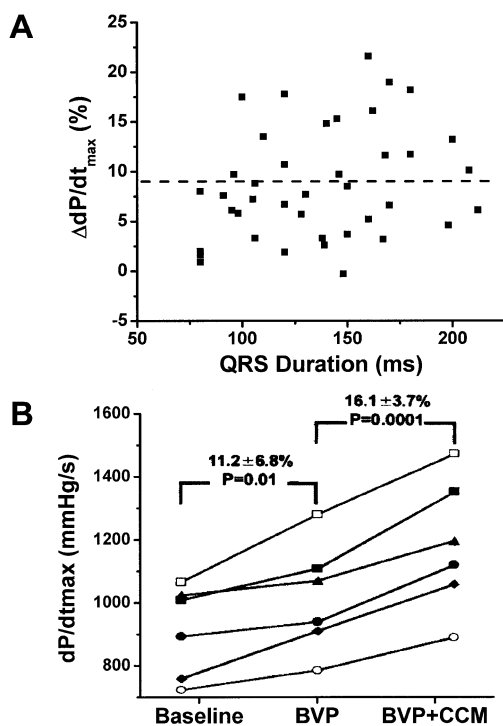 A
ΔdP/dtmax (%)
25
20
15
10
5
0
-5
50
100
150
200
QRS Duration (ms)
B
dP/dtmax (mmHg/s)
1600
1400
1200
1000
800
11.2±6.8%
P=0.01
16.1±3.7%
P=0.0001
Baseline BVP BVP+CCM